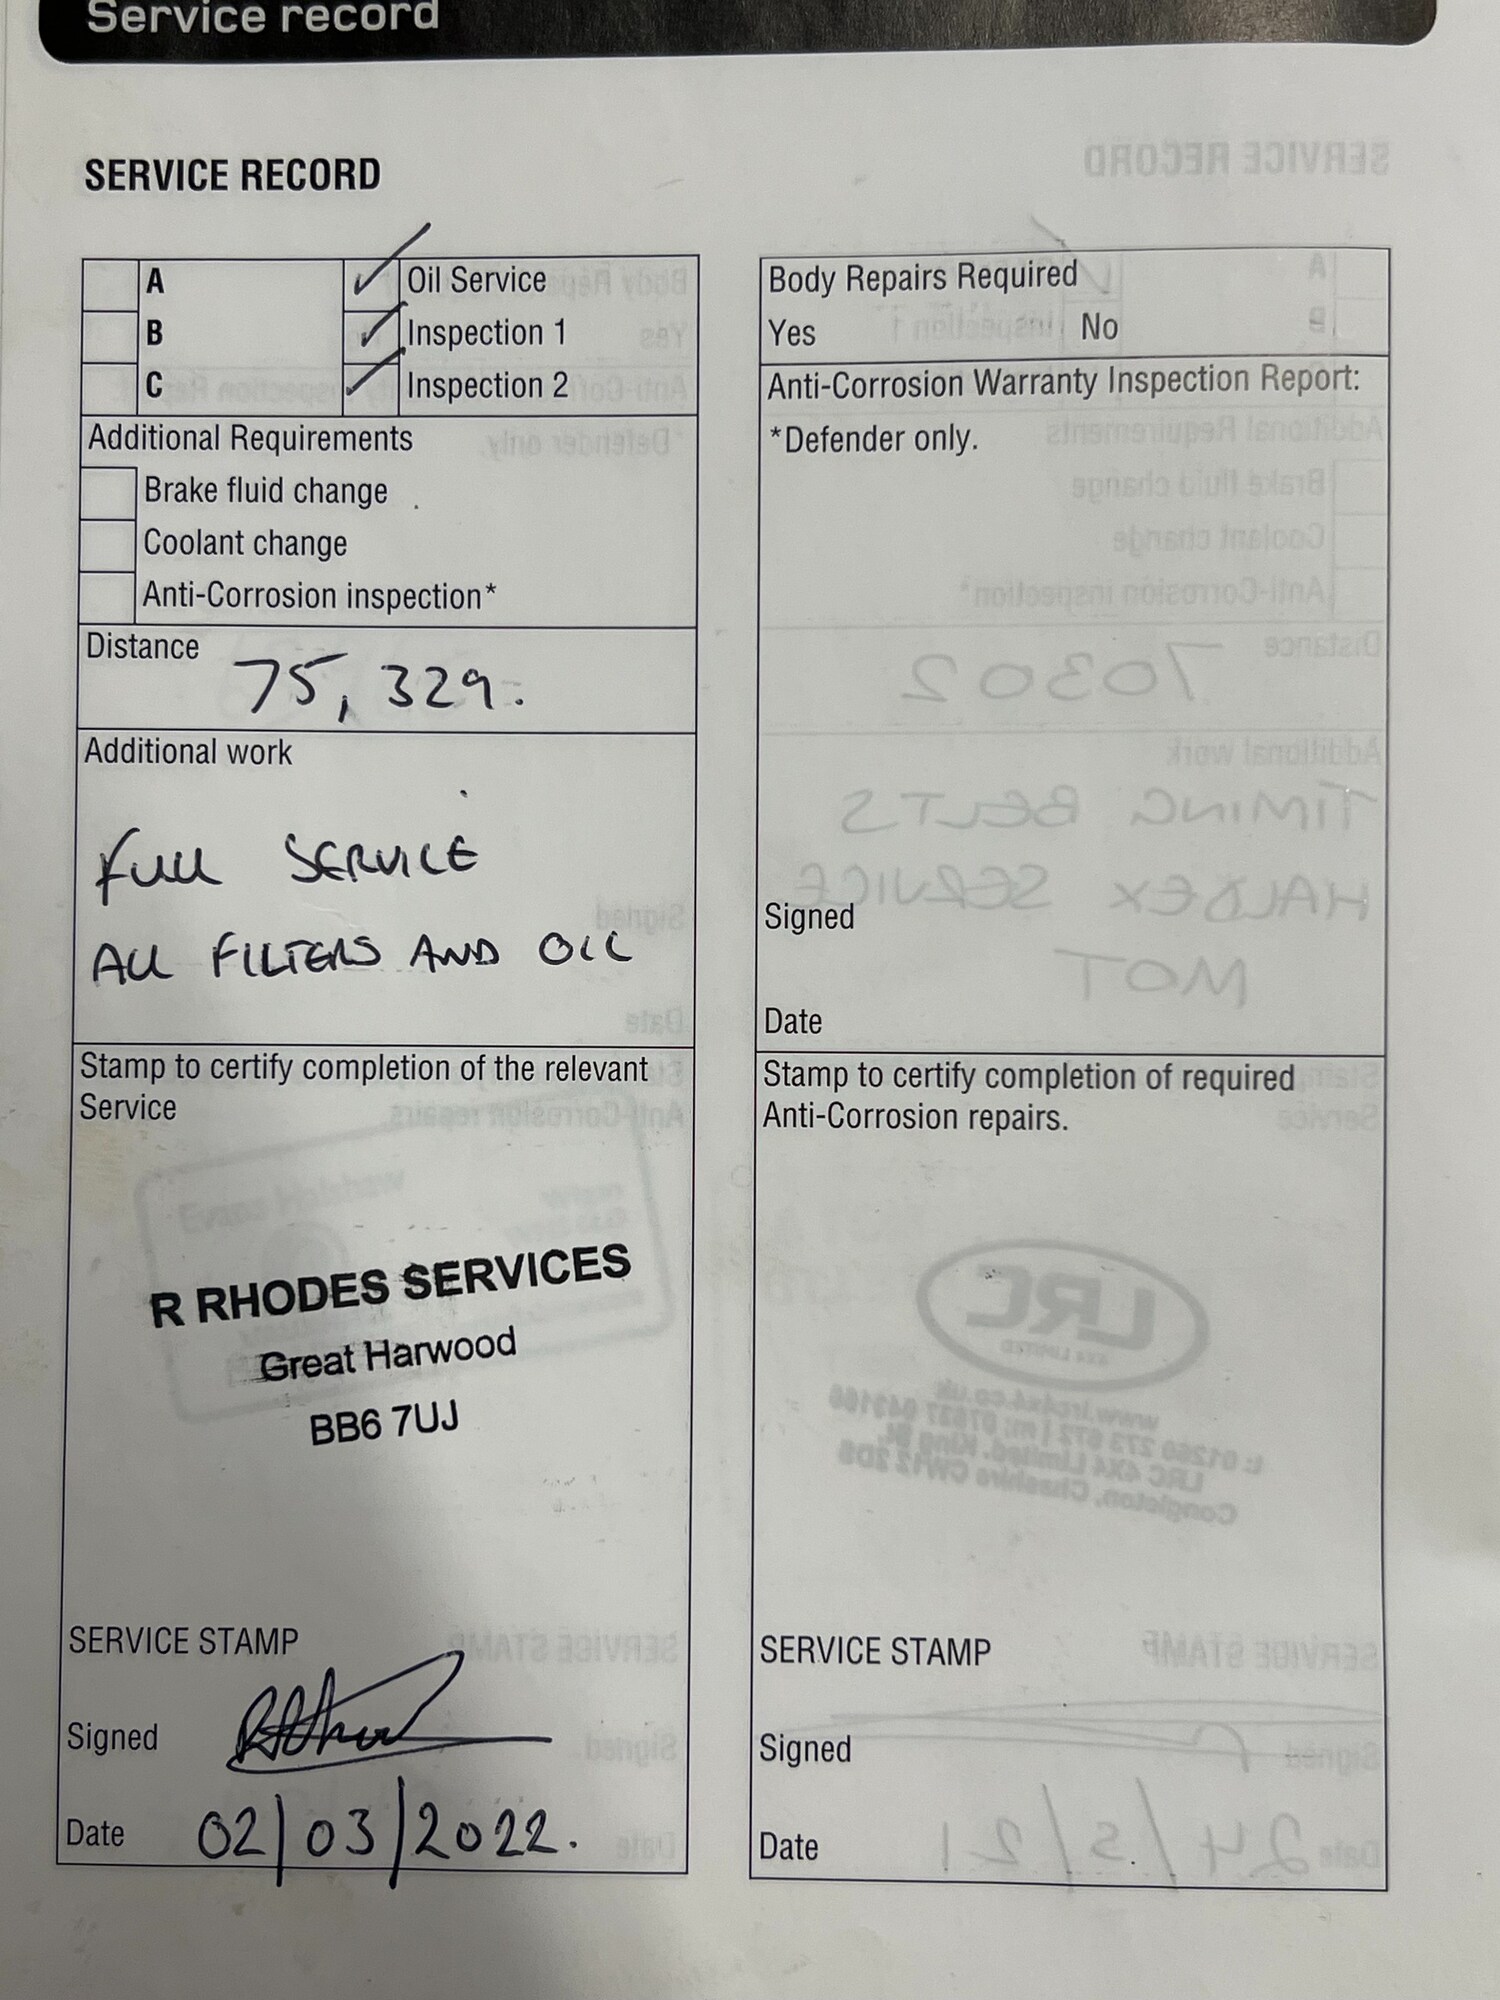 Service record
SERVICE RECORD
A
Oil Service
B
Inspection 1
C
Inspection 2
Additional Requirements
Brake fluid change
Coolant change
Anti-Corrosion inspection*
Distance
75,329.
Additional work
FULL SERVICE
ALL FILTERS AND OIL
Stamp to certify completion of the relevant
Service
R RHODES SERVICES
Great Harwood
BB6 7UJ
SERVICE STAMP
Signed
Date 02/03/2022.
Body Repairs Required
Yes No
Anti-Corrosion Warranty Inspection Report:
*Defender only.
Signed
Date
Stamp to certify completion of required
Anti-Corrosion repairs.
SERVICE STAMP
Signed
Date